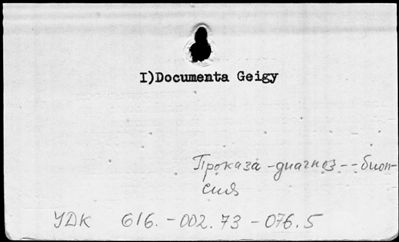 I)Documenta Geigy
Проказа -диагноз--биоп-
сия
УДК 616.-002.73-076.5